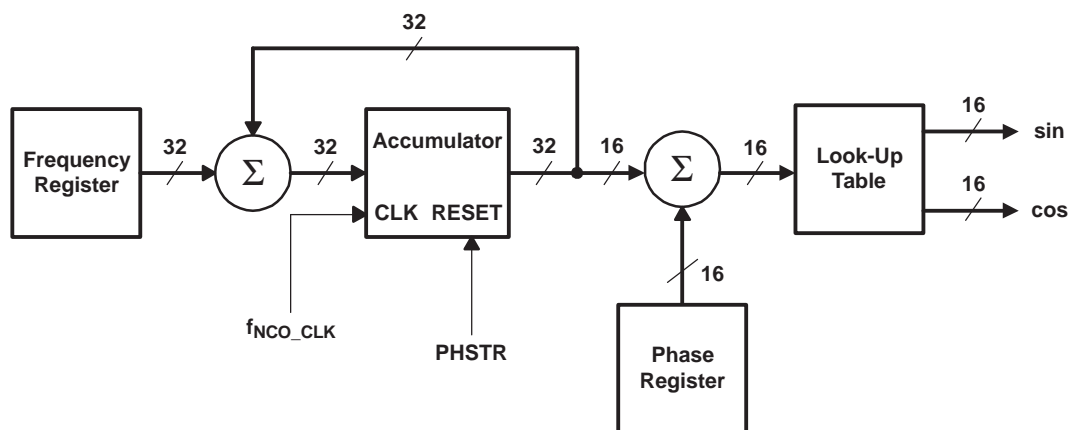 32
Frequency
Register
32
Σ
32
Accumulator
CLK RESET
32
16
Σ
16
Look-Up
Table
16
sin
16
cos
fNCO_CLK
PHSTR
16
Phase
Register